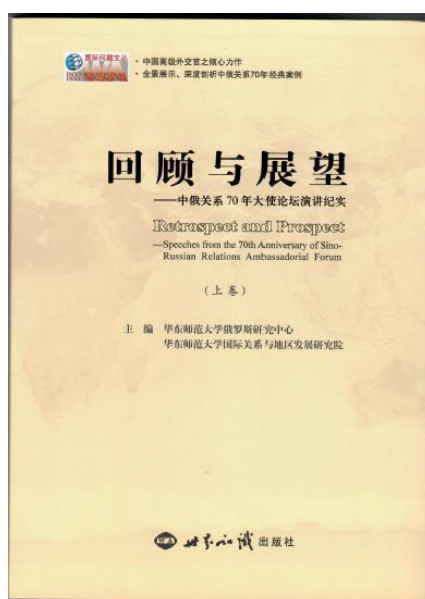 国际问题文丛
INTERNATIONAL
·中国高级外交官之倾心力作
·全景展示、深度剖析中俄关系70年经典案例
回顾与展望
——中俄关系70年大使论坛演讲纪实
Retrospect and Prospect
—Speeches from the 70th Anniversary of Sino-
Russian Relations Ambassadorial Forum
（上卷）
主 编 华东师范大学俄罗斯研究中心
华东师范大学国际关系与地区发展研究院
世界知识出版社